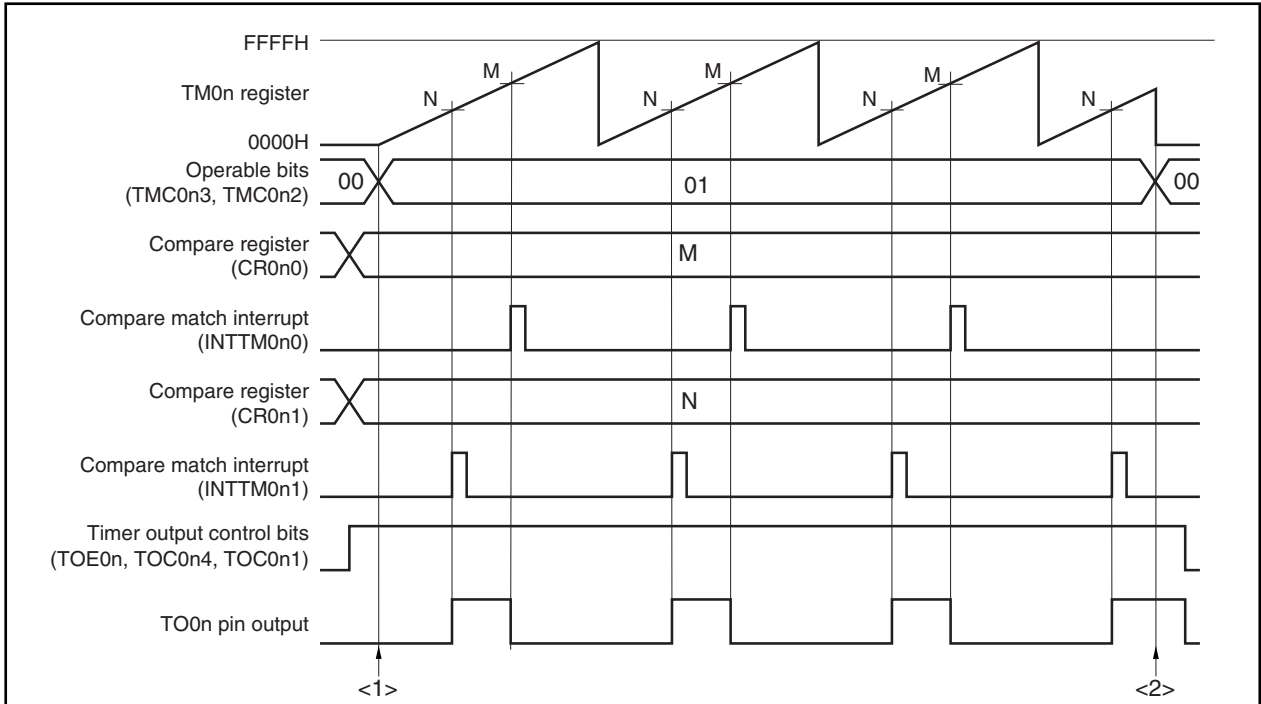 FFFFH
TM0n register
0000H
N M N M N M N
Operable bits
(TMC0n3, TMC0n2)
00 01 00
Compare register
(CR0n0)
M
Compare match interrupt
(INTTM0n0)
Compare register
(CR0n1)
N
Compare match interrupt
(INTTM0n1)
Timer output control bits
(TOE0n, TOC0n4, TOC0n1)
TO0n pin output
<1> <2>